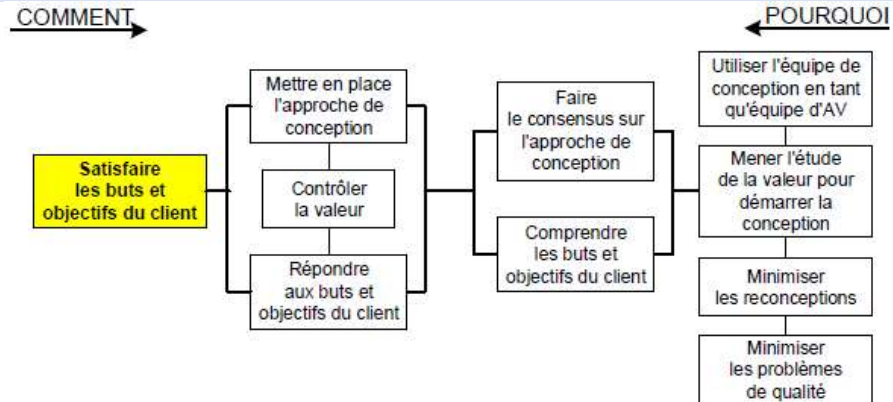 COMMENT
POURQUOI
Satisfaire
les buts et
objectifs du client
Mettre en place
l'approche de
conception
Contrôler
la valeur
Répondre
aux buts et
objectifs du client
Faire
le consensus sur
l'approche de
conception
Comprendre
les buts et
objectifs du client
Utiliser l'équipe de
conception en tant
qu'équipe d'AV
Mener l'étude
de la valeur pour
démarrer la
conception
Minimiser
les reconceptions
Minimiser
les problèmes
de qualité